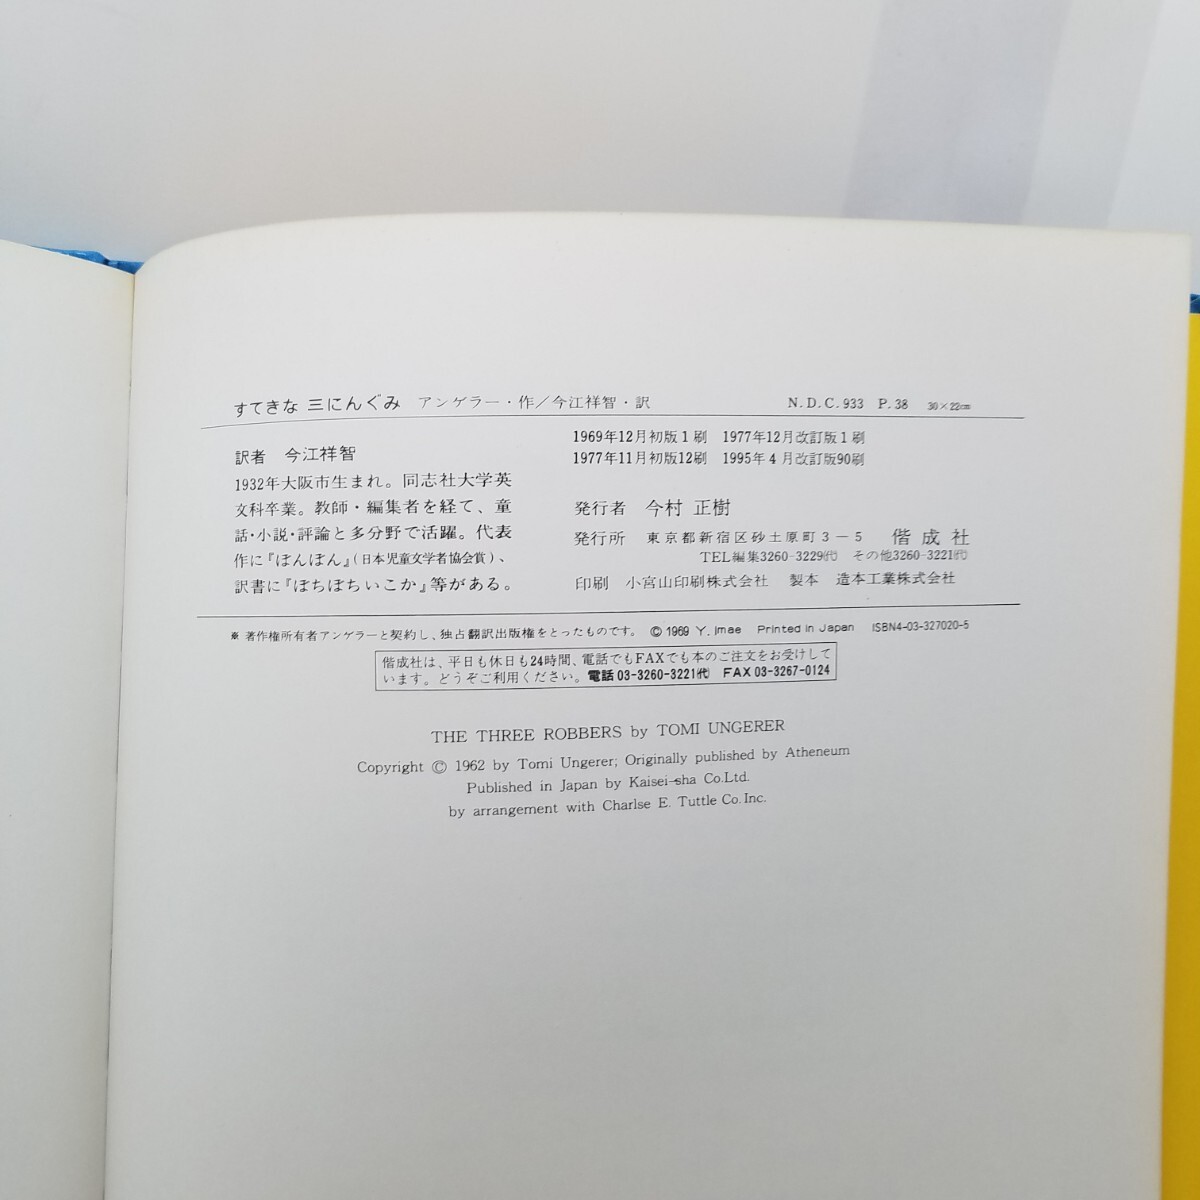 すてきな 三にんぐみ アンゲラー・作／今江祥智・訳 N.D.C.933 P.38 30×22cm
訳者 今江祥智
1932年大阪市生まれ。同志社大学英
文科卒業。教師・編集者を経て、童
話・小説・評論と多分野で活躍。代表
作に『ぼんぼん』(日本児童文学者協会賞)、
訳書に『ぼちぼちいこか』等がある。
1969年12月初版1刷 1977年12月改訂版1刷
1977年11月初版12刷 1995年4月改訂版90刷
発行者 今村 正樹
発行所 東京都新宿区砂土原町3－5 偕成社
TEL編集3260-3229㈹ その他3260-3221㈹
印刷 小宮山印刷株式会社 製本 造本工業株式会社
※ 著作権所有者アンゲラーと契約し、独占翻訳出版権をとったものです。 © 1969 Y. Imae Printed in Japan ISBN4-03-327020-5
偕成社は、平日も休日も24時間、電話でもFAXでも本のご注文をお受けして
います。どうぞご利用ください。電話03-3260-3221㈹ FAX03-3267-0124
THE THREE ROBBERS by TOMI UNGERER
Copyright © 1962 by Tomi Ungerer; Originally published by Atheneum
Published in Japan by Kaisei-sha Co.Ltd.
by arrangement with Charlse E. Tuttle Co. Inc.